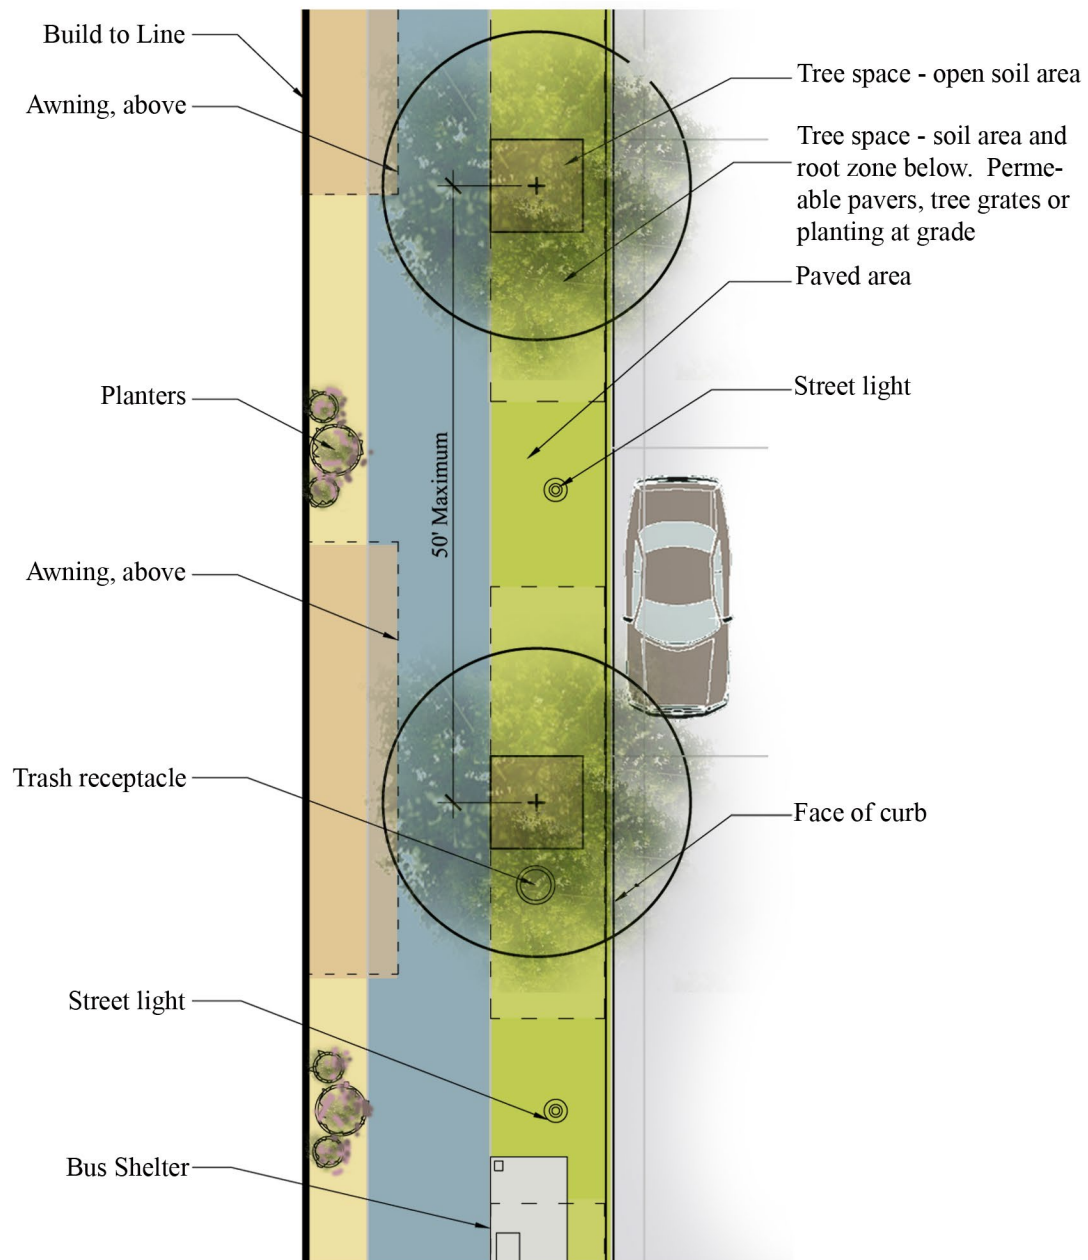 Build to Line
Awning, above
Planters
Awning, above
Trash receptacle
Street light
Bus Shelter
50' Maximum
Tree space - open soil area
Tree space - soil area and
root zone below.  Perme-
able pavers, tree grates or
planting at grade
Paved area
Street light
Face of curb